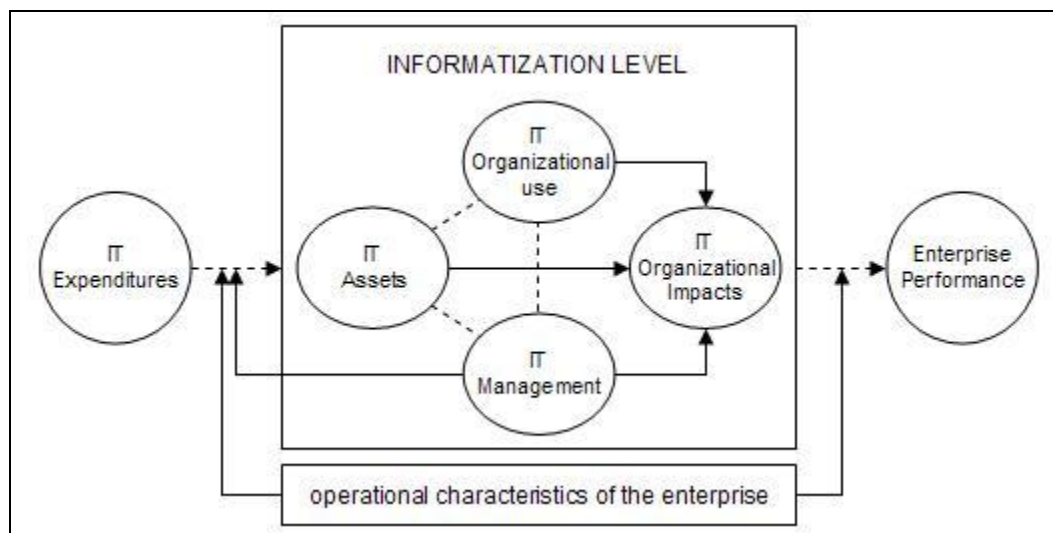 INFORMATIZATION LEVEL
IT
Organizational
use
IT
Expenditures
IT
Assets
IT
Organizational
Impacts
Enterprise
Performance
IT
Management
operational characteristics of the enterprise